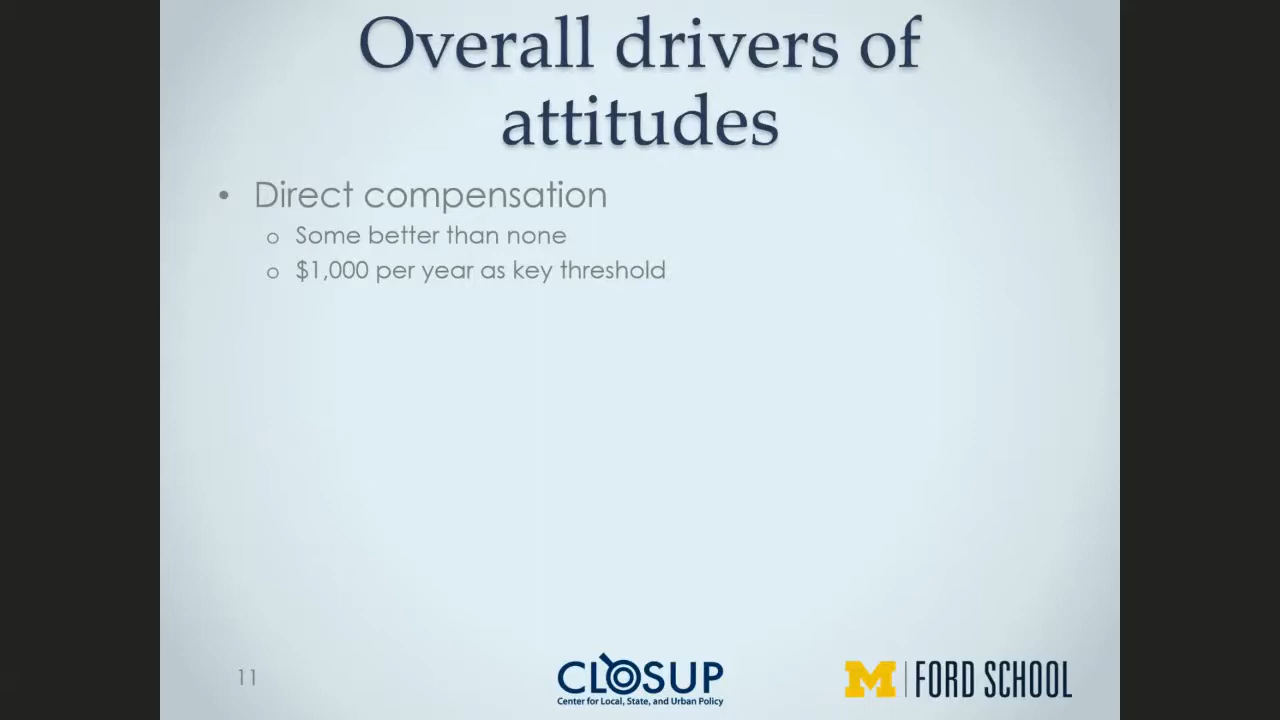 Overall drivers of
attitudes
• Direct compensation
o Some better than none
o $1,000 per year as key threshold
11
CLOSUP
Center for Local, State, and Urban Policy
M | FORD SCHOOL